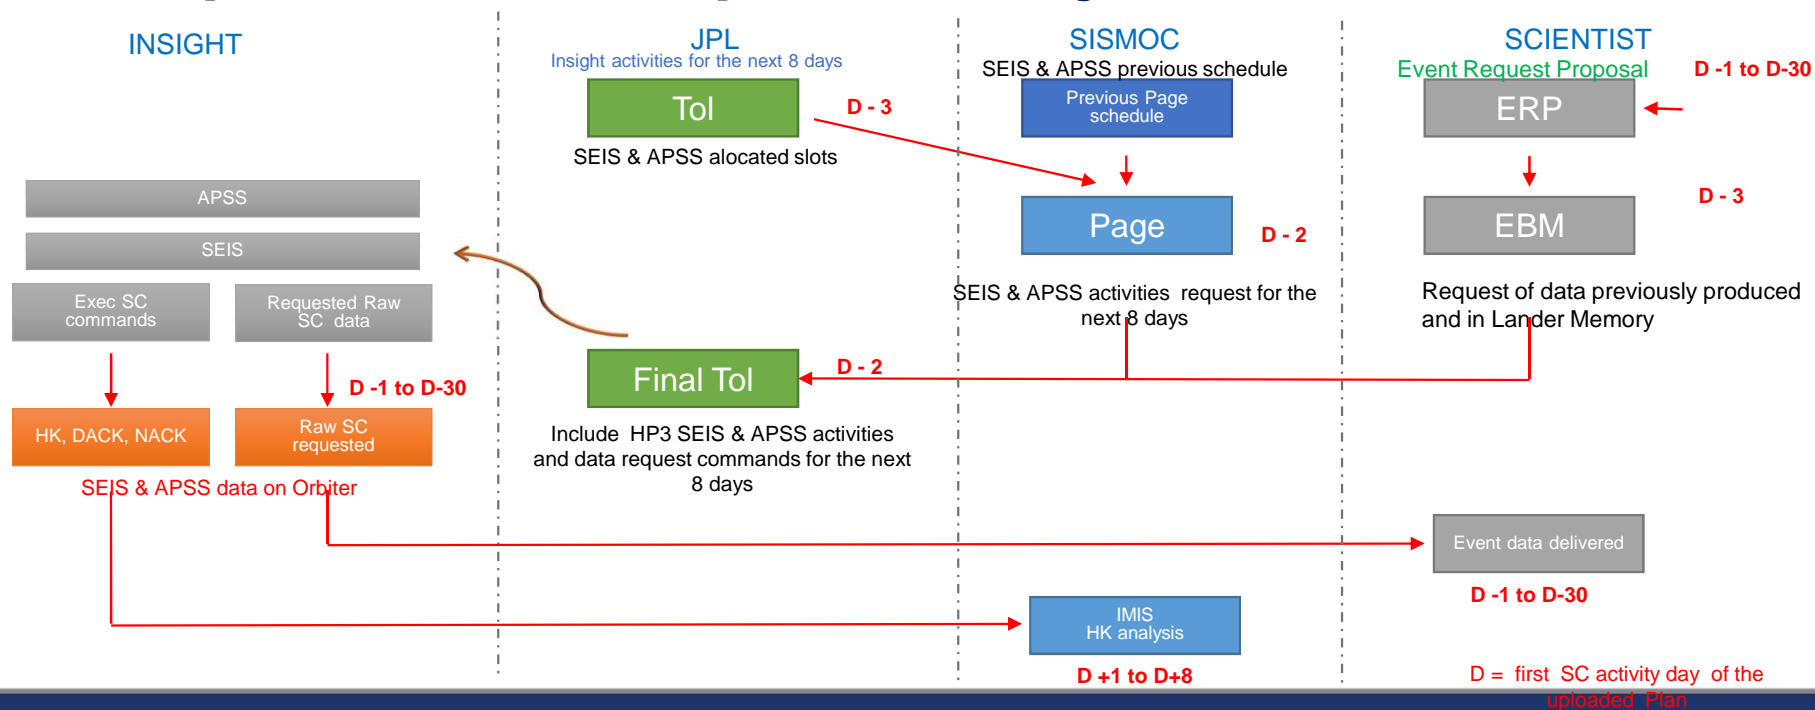 INSIGHT
JPL
Insight activities for the next 8 days
Tol
D - 3
SEIS & APSS alocated slots
SISMOC
SEIS & APSS previous schedule
Previous Page
schedule
Page
D - 2
SEIS & APSS activities request for the
next 8 days
SCIENTIST
Event Request Proposal
D -1 to D-30
ERP
D - 3
EBM
Request of data previously produced
and in Lander Memory
APSS
SEIS
Exec SC
commands
Requested Raw
SC data
D -1 to D-30
HK, DACK, NACK
Raw SC
requested
SEIS & APSS data on Orbiter
Final Tol
D - 2
Include HP3 SEIS & APSS activities
and data request commands for the next
8 days
Event data delivered
D -1 to D-30
IMIS
HK analysis
D +1 to D+8
D = first SC activity day of the
uploaded Plan